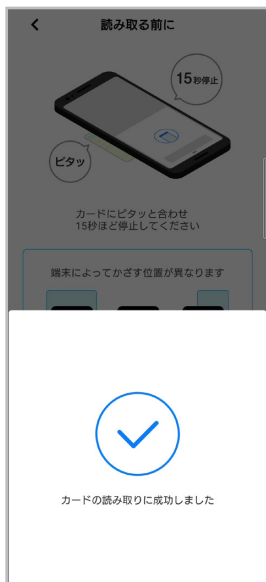 読み取る前に
15秒停止
ピタッ
カードにピタッと合わせ
15秒ほど停止してください
端末によってかざす位置が異なります
カードの読み取りに成功しました